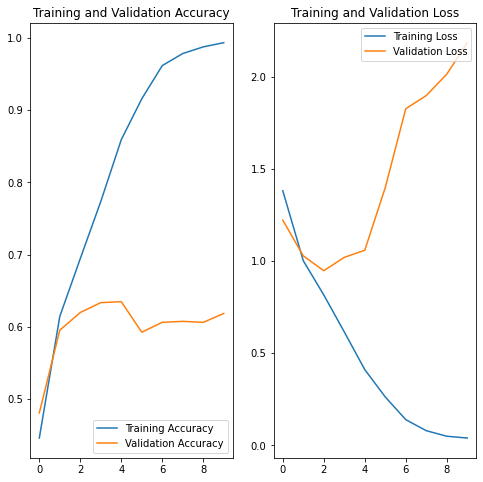 Training and Validation Accuracy
1.0
0.9
0.8
0.7
0.6
0.5
0 2 4 6 8
Training Accuracy
Validation Accuracy
Training and Validation Loss
2.0
1.5
1.0
0.5
0.0
0 2 4 6 8
Training Loss
Validation Loss